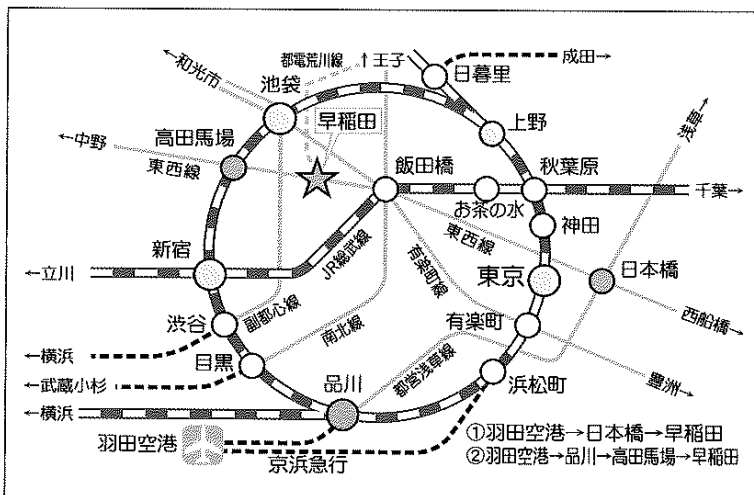 都電荒川線
↑王子
成田→
←和光市
池袋
日暮里
早稲田
上野
浅草→
高田馬場
←中野
東西線
飯田橋
秋葉原
千葉→
お茶の水
神田
東西線
新宿
JR総武線
有楽町線
東京
日本橋
←立川
西船橋→
渋谷
副都心線
南北線
有楽町
←横浜
目黒
都営浅草線
豊洲→
←武蔵小杉
品川
浜松町
←横浜
羽田空港
京浜急行
①羽田空港→日本橋→早稲田
②羽田空港→品川→高田馬場→早稲田